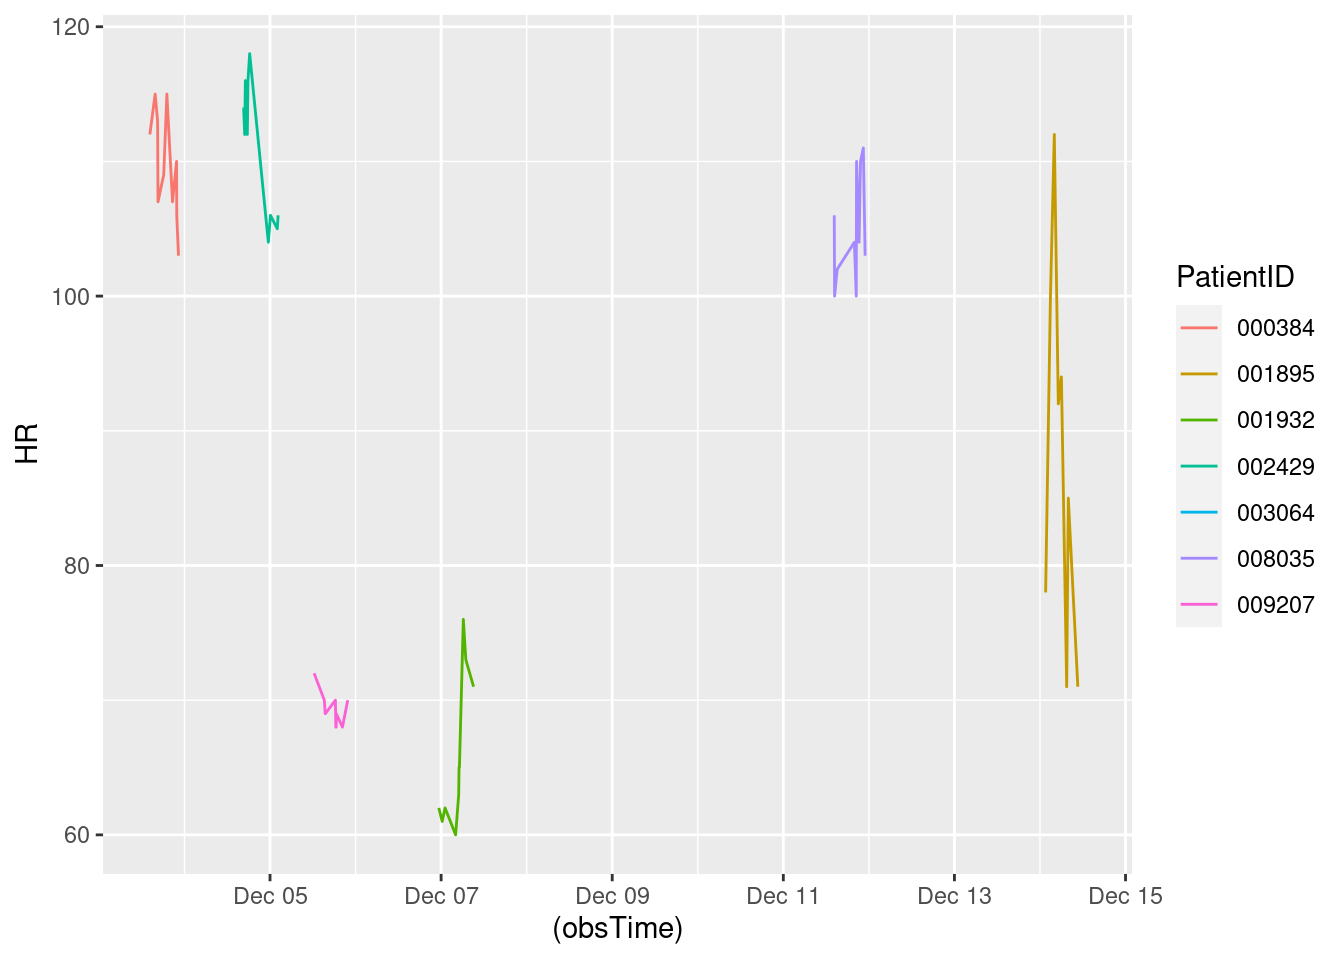 120
100
80
60
HR
Dec 05
Dec 07
Dec 09
Dec 11
Dec 13
Dec 15
(obsTime)
PatientID
000384
001895
001932
002429
003064
008035
009207